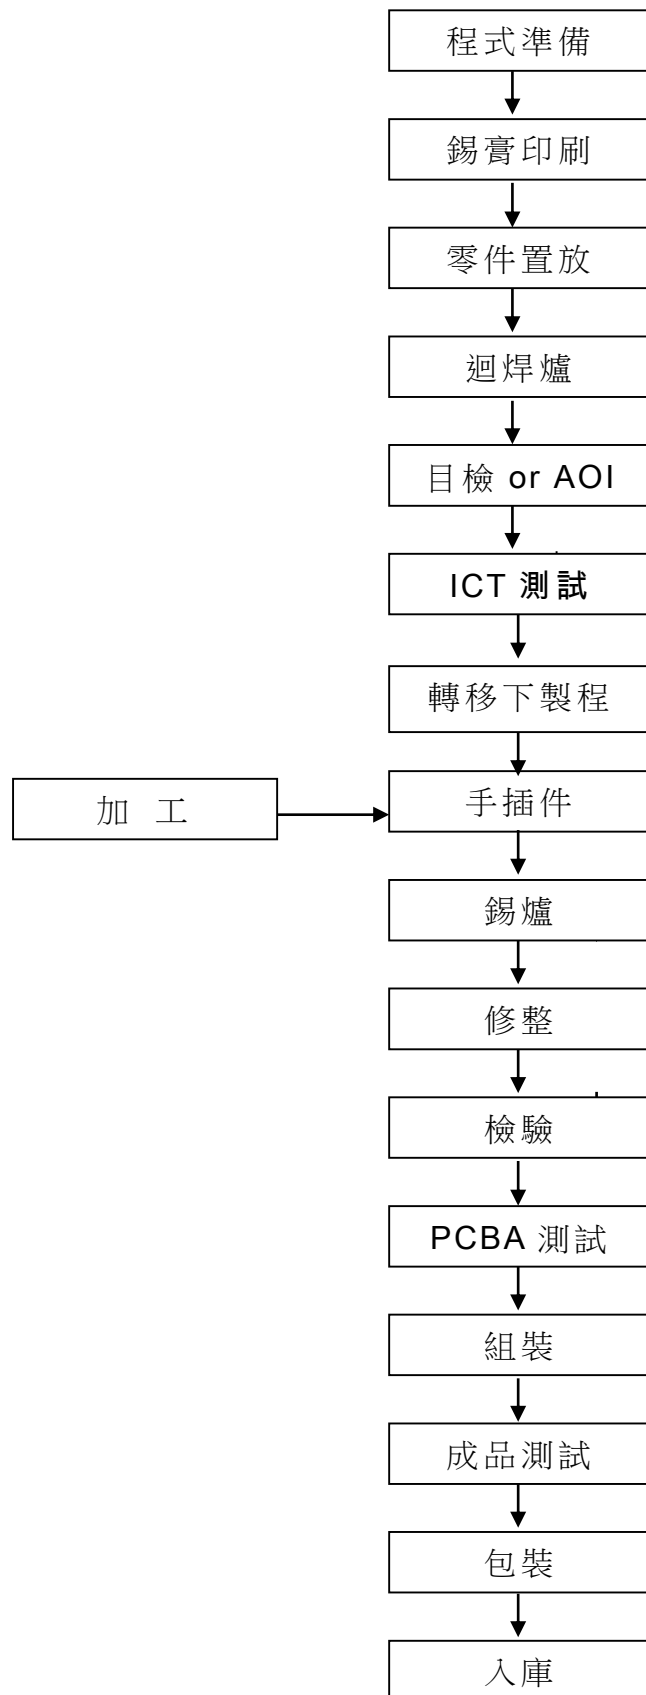 程式準備
錫膏印刷
零件置放
迴焊爐
目檢 or AOI
ICT 測試
轉移下製程
加 工
手插件
錫爐
修整
檢驗
PCBA 測試
組裝
成品測試
包裝
入庫